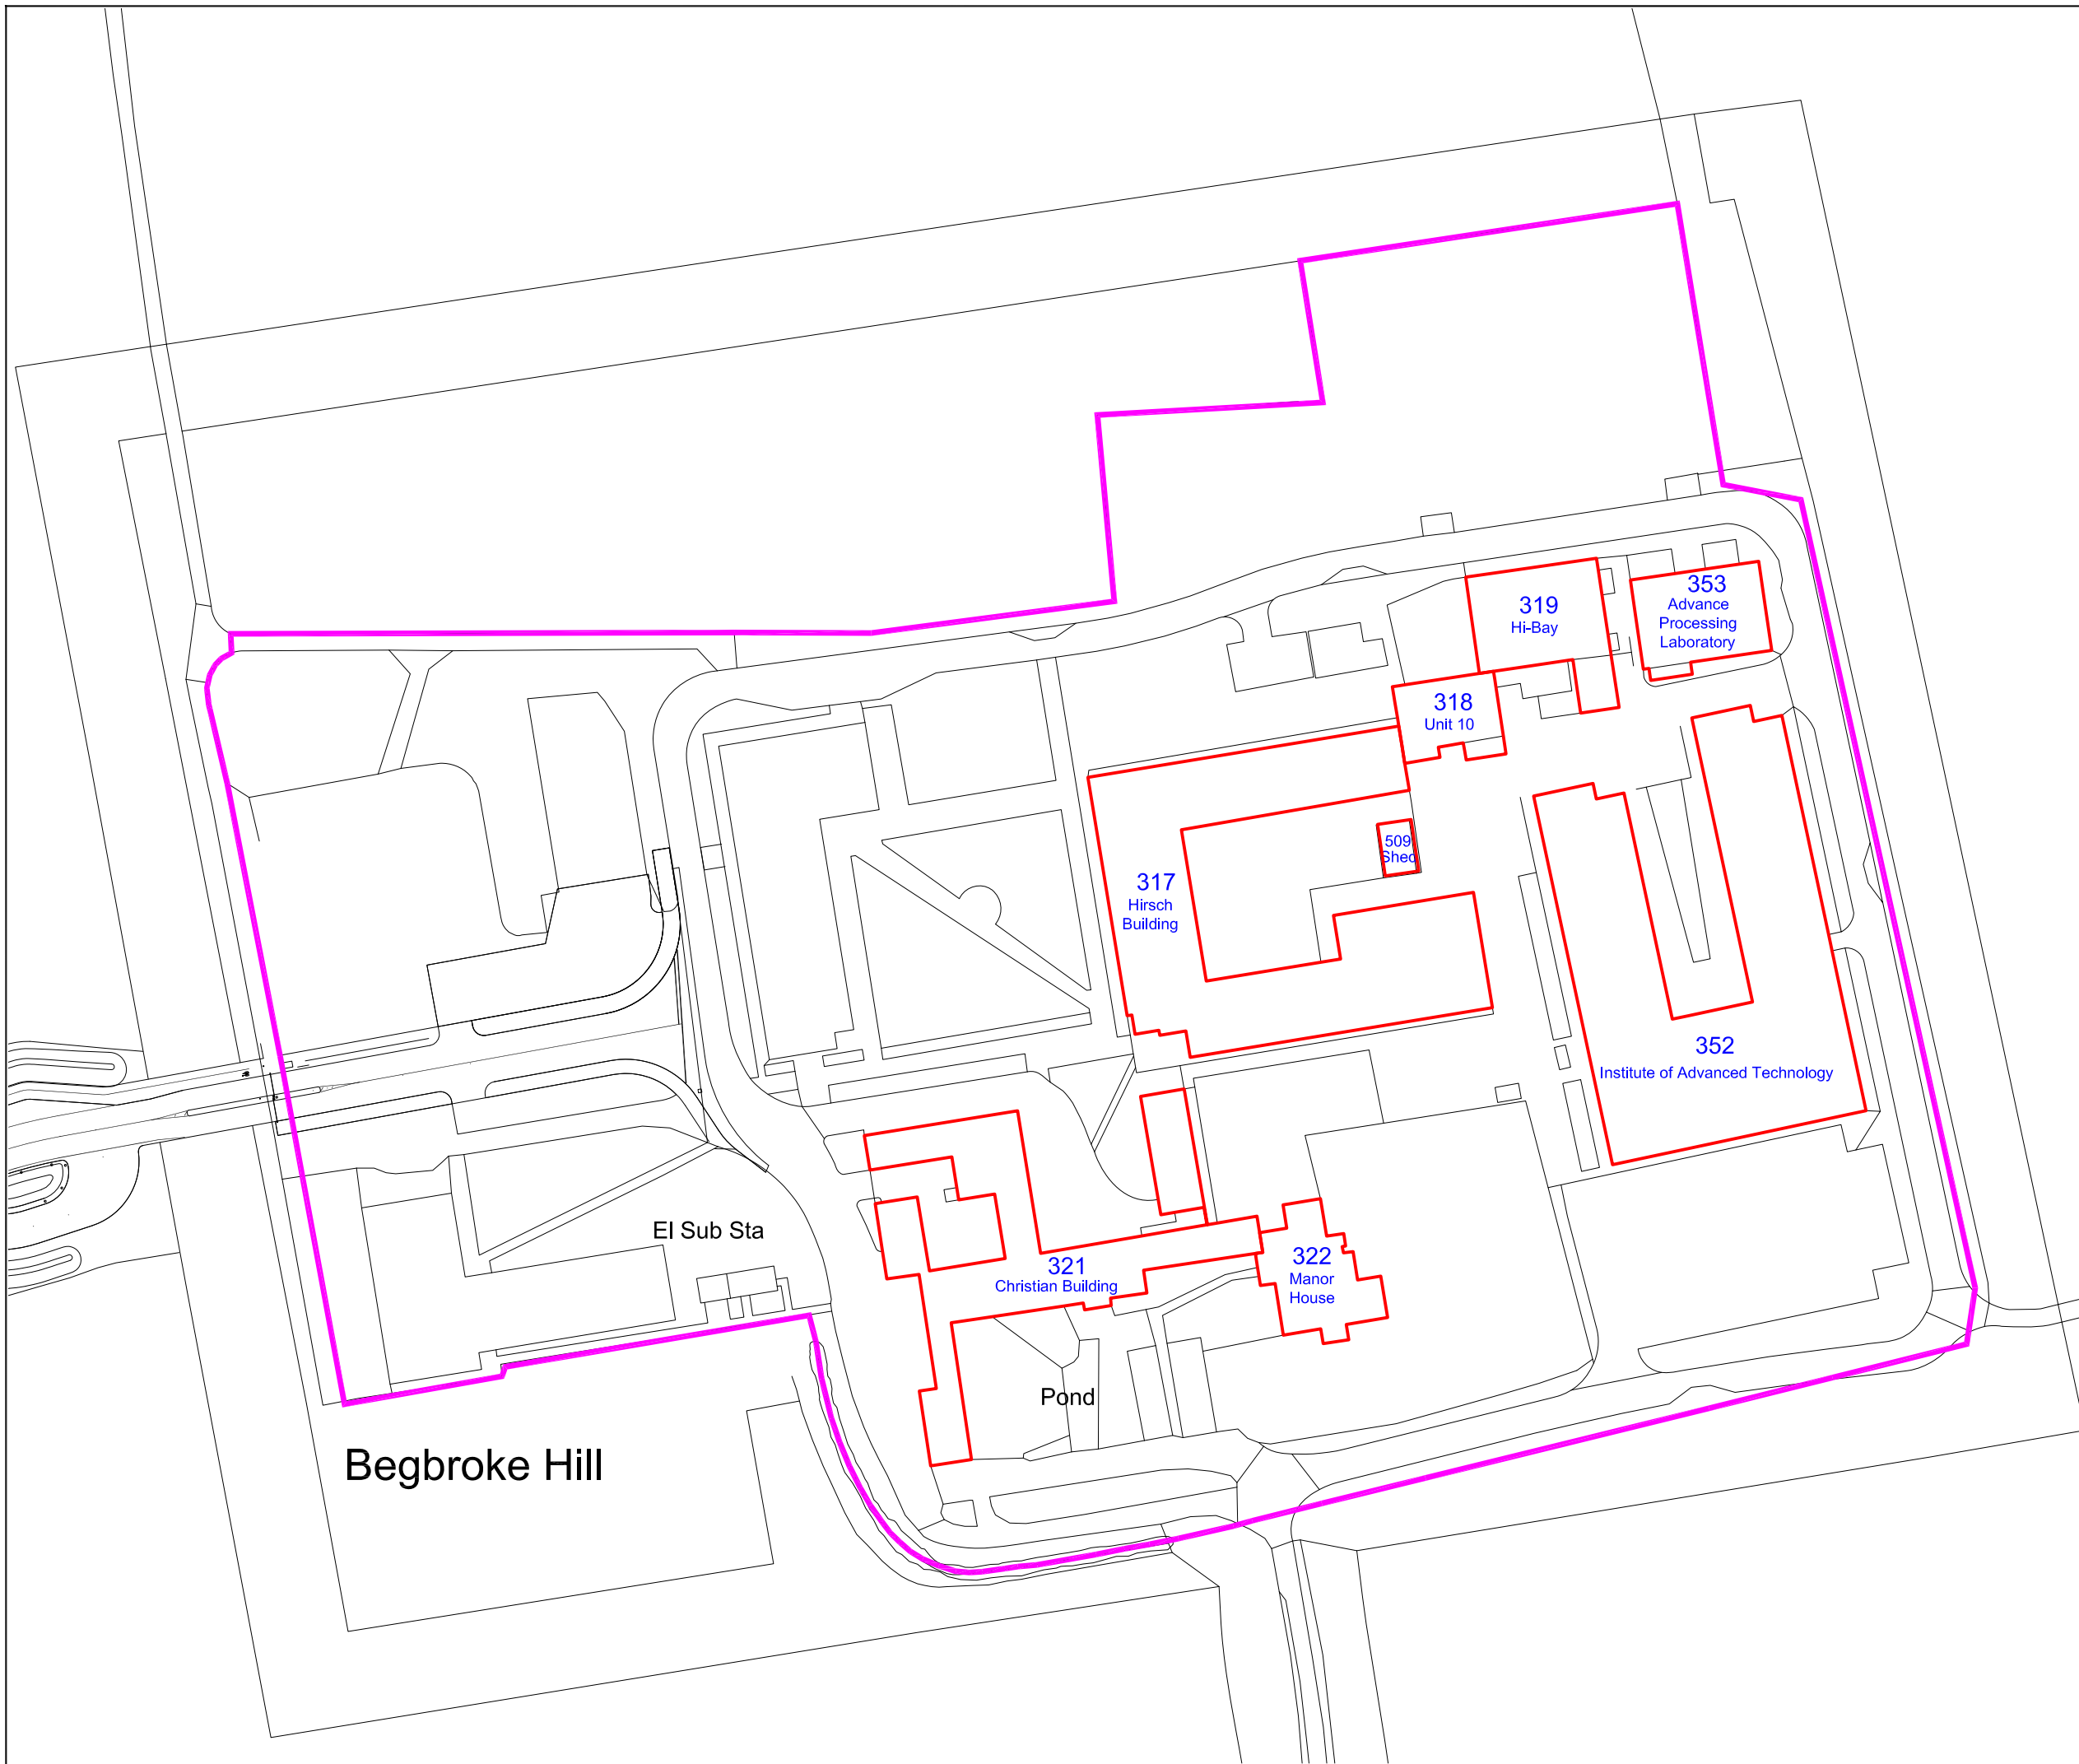 353
Advance
Processing
Laboratory
319
Hi-Bay
318
Unit 10
509
Shed
317
Hirsch
Building
352
Institute of Advanced Technology
El Sub Sta
321
Christian Building
322
Manor
House
Pond
Begbroke Hill